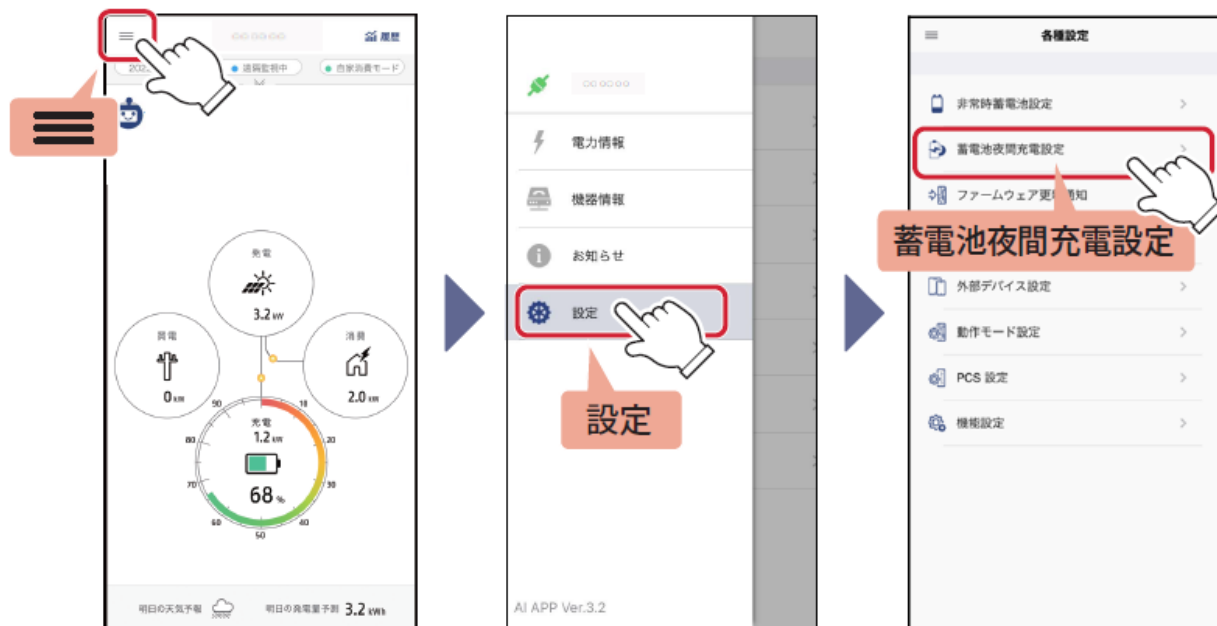 履歴
遠隔監視中
自家消費モード
発電
3.2 kW
買電
0 kW
消費
2.0 kW
充電
1.2 kW
68 %
10
20
30
40
50
60
70
80
90
明日の天気予報
明日の発電量予測 3.2 kWh
電力情報
機器情報
お知らせ
設定
設定
AI APP Ver.3.2
各種設定
非常時蓄電池設定
蓄電池夜間充電設定
ファームウェア更 通知
蓄電池夜間充電設定
外部デバイス設定
動作モード設定
PCS 設定
機能設定